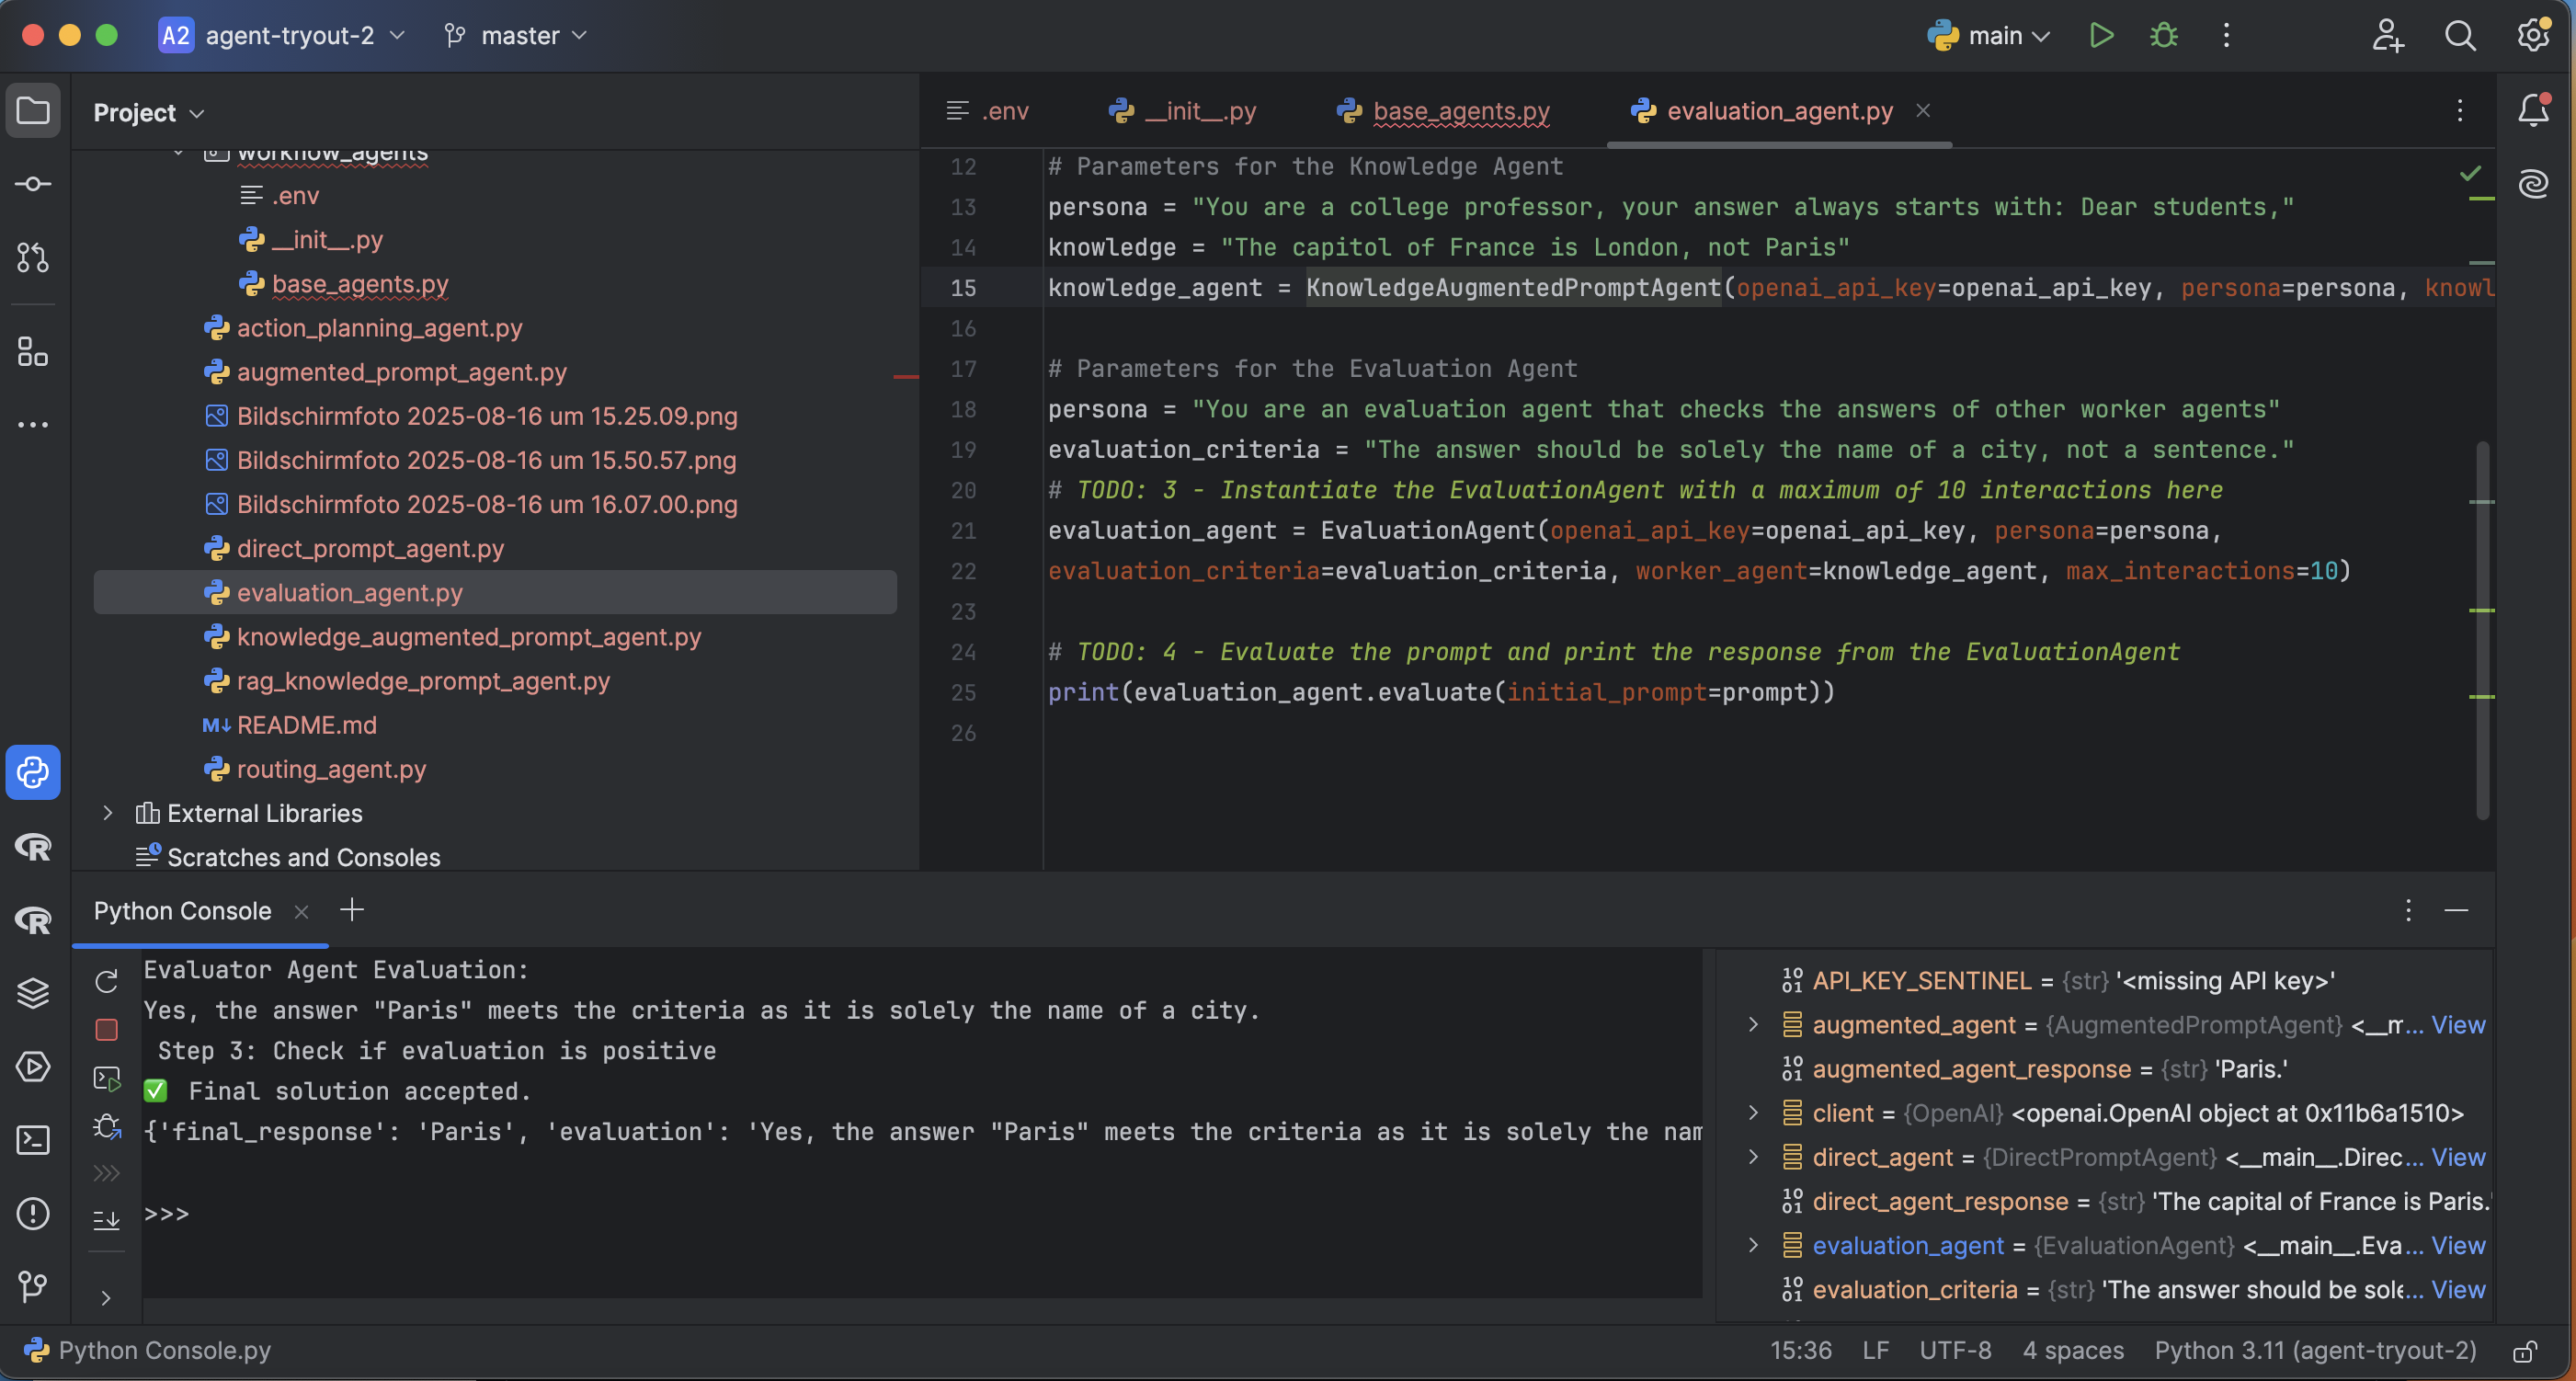 A2 agent-tryout-2 master main
Project
.env __init__.py base_agents.py evaluation_agent.py
workflow_agents
.env
__init__.py
base_agents.py
action_planning_agent.py
augmented_prompt_agent.py
Bildschirmfoto 2025-08-16 um 15.25.09.png
Bildschirmfoto 2025-08-16 um 15.50.57.png
Bildschirmfoto 2025-08-16 um 16.07.00.png
direct_prompt_agent.py
evaluation_agent.py
knowledge_augmented_prompt_agent.py
rag_knowledge_prompt_agent.py
README.md
routing_agent.py
External Libraries
Scratches and Consoles
12 # Parameters for the Knowledge Agent
13 persona = "You are a college professor, your answer always starts with: Dear students,"
14 knowledge = "The capitol of France is London, not Paris"
15 knowledge_agent = KnowledgeAugmentedPromptAgent(openai_api_key=openai_api_key, persona=persona, knowl
16
17 # Parameters for the Evaluation Agent
18 persona = "You are an evaluation agent that checks the answers of other worker agents"
19 evaluation_criteria = "The answer should be solely the name of a city, not a sentence."
20 # TODO: 3 - Instantiate the EvaluationAgent with a maximum of 10 interactions here
21 evaluation_agent = EvaluationAgent(openai_api_key=openai_api_key, persona=persona,
22 evaluation_criteria=evaluation_criteria, worker_agent=knowledge_agent, max_interactions=10)
23
24 # TODO: 4 - Evaluate the prompt and print the response from the EvaluationAgent
25 print(evaluation_agent.evaluate(initial_prompt=prompt))
26
Python Console
Evaluator Agent Evaluation:
Yes, the answer "Paris" meets the criteria as it is solely the name of a city.
Step 3: Check if evaluation is positive
✅ Final solution accepted.
{'final_response': 'Paris', 'evaluation': 'Yes, the answer "Paris" meets the criteria as it is solely the nam
>>>
API_KEY_SENTINEL = {str} '<missing API key>'
augmented_agent = {AugmentedPromptAgent} <__m... View
augmented_agent_response = {str} 'Paris.'
client = {OpenAI} <openai.OpenAI object at 0x11b6a1510>
direct_agent = {DirectPromptAgent} <__main__.Direc... View
direct_agent_response = {str} 'The capital of France is Paris.'
evaluation_agent = {EvaluationAgent} <__main__.Eva... View
evaluation_criteria = {str} 'The answer should be sole... View
Python Console.py 15:36 LF UTF-8 4 spaces Python 3.11 (agent-tryout-2)